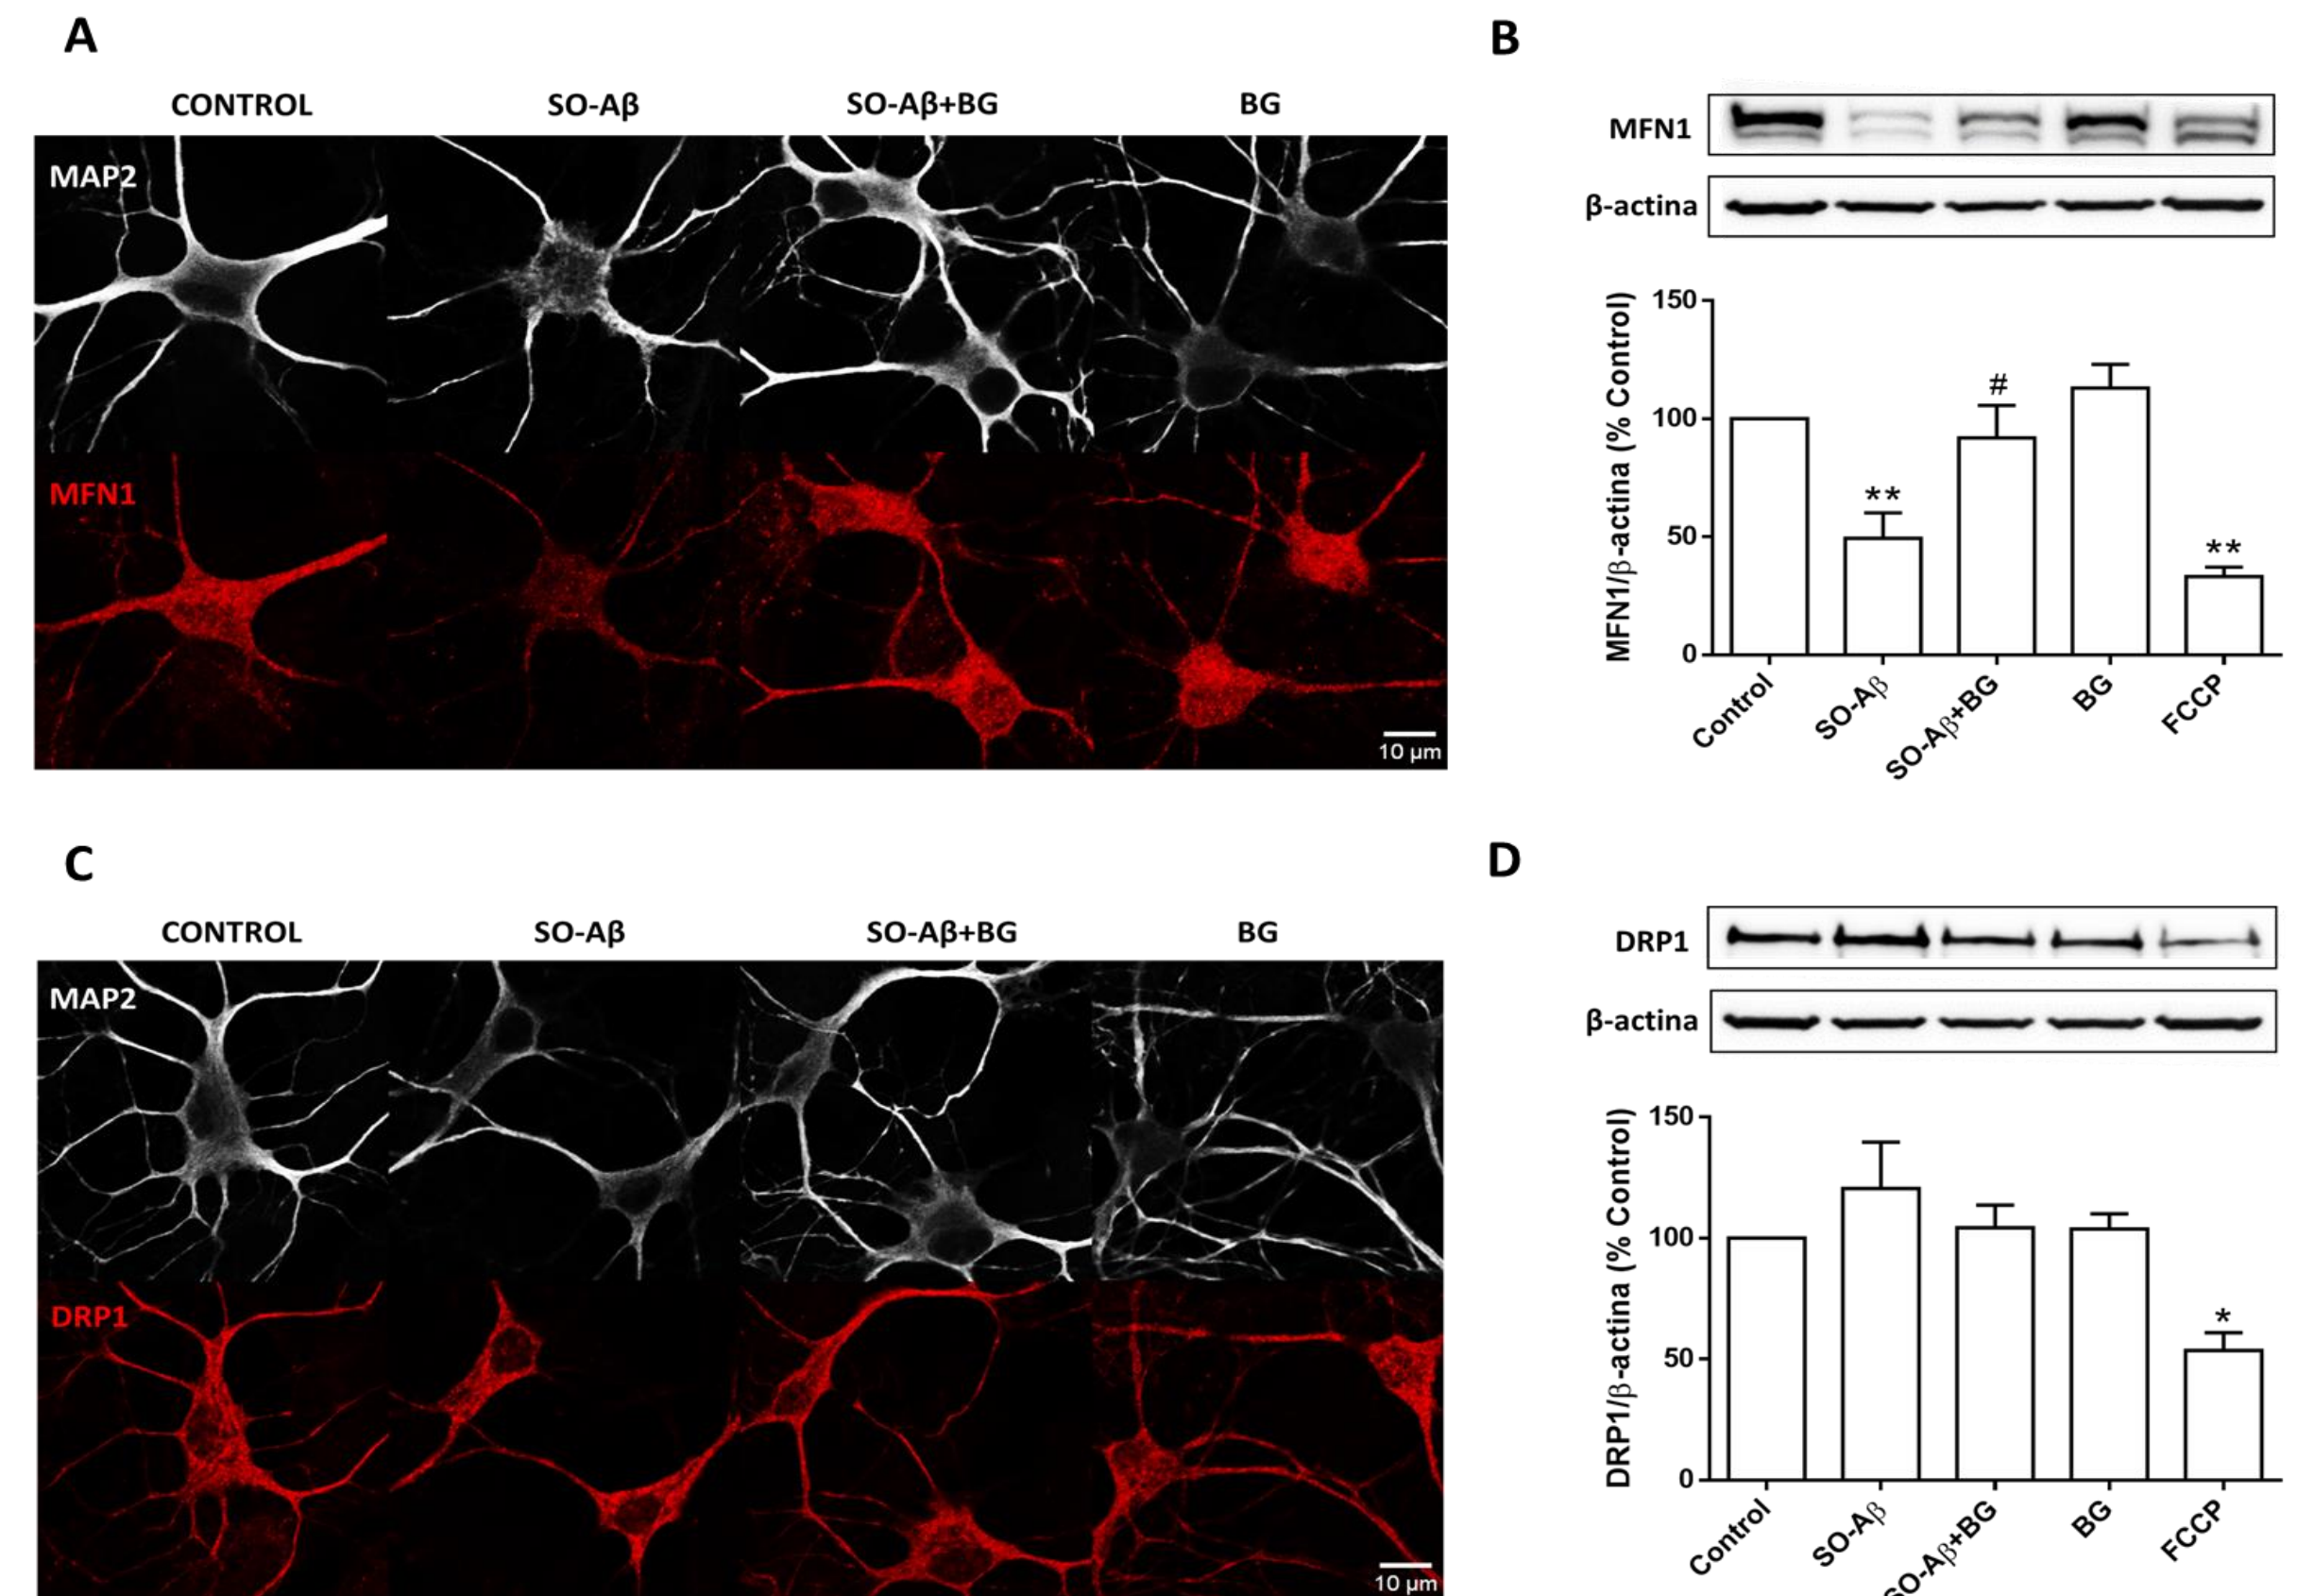 A
CONTROL SO-Aβ SO-Aβ+BG BG
MAP2
MFN1
10 µm
B
MFN1
β-actina
MFN1/β-actina (% Control)
150
100
50
0
**
#
**
Control SO-Aβ SO-Aβ+BG BG FCCP
C
CONTROL SO-Aβ SO-Aβ+BG BG
MAP2
DRP1
10 µm
D
DRP1
β-actina
DRP1/β-actina (% Control)
150
100
50
0
*
Control SO-Aβ SO-Aβ+BG BG FCCP